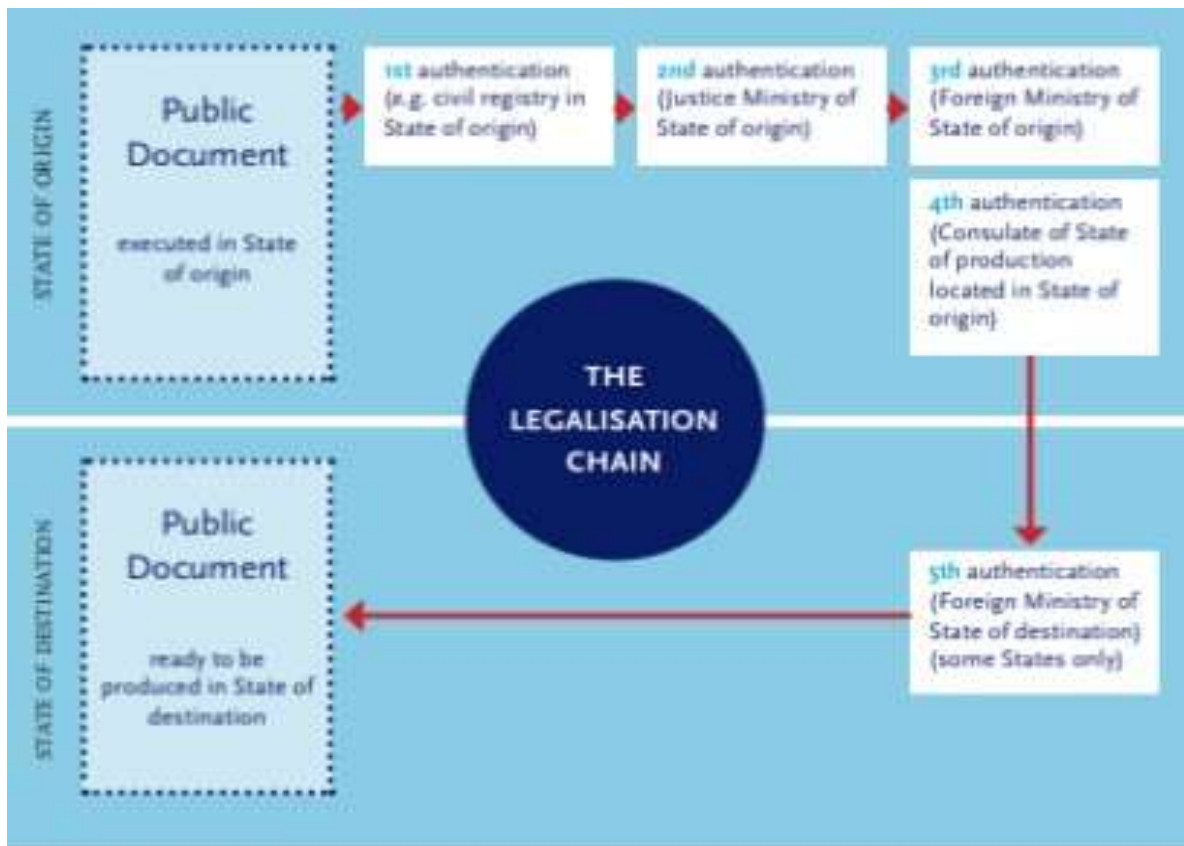 STATE OF ORIGIN
Public
Document
executed in State
of origin
1st authentication
(e.g. civil registry in
State of origin)
2nd authentication
(Justice Ministry of
State of origin)
3rd authentication
(Foreign Ministry of
State of origin)
4th authentication
(Consulate of State
of production
located in State of
origin)
THE
LEGALISATION
CHAIN
STATE OF DESTINATION
Public
Document
ready to be
produced in State of
destination
5th authentication
(Foreign Ministry of
State of destination)
(some States only)